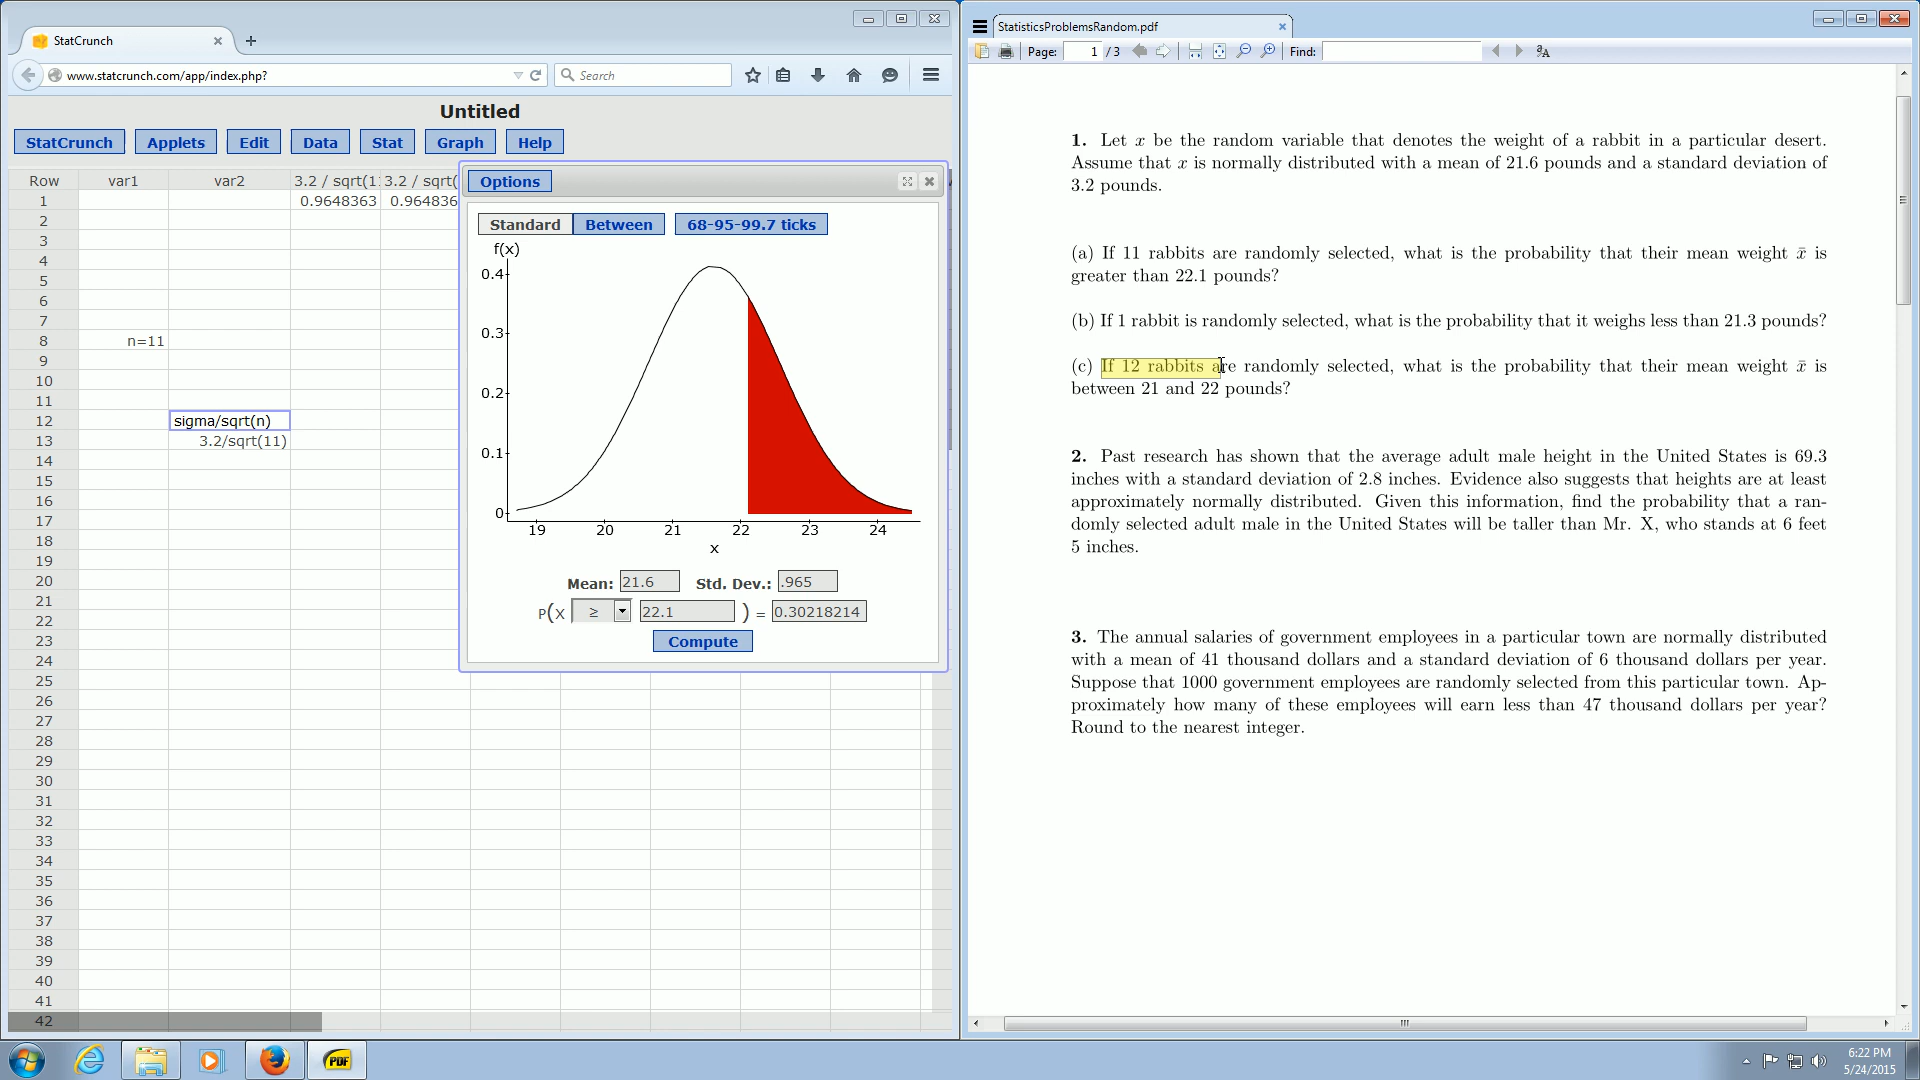 StatCrunch
www.statcrunch.com/app/index.php?
Search
Untitled
StatCrunch Applets Edit Data Stat Graph Help
Row var1 var2 3.2 / sqrt(1 3.2 / sqrt(
1 0.9648363 0.964836
2
3
4
5
6
7
8 n=11
9
10
11
12 sigma/sqrt(n)
13 3.2/sqrt(11)
14
15
16
17
18
19
20
21
22
23
24
25
26
27
28
29
30
31
32
33
34
35
36
37
38
39
40
41
42
Options
Standard Between 68-95-99.7 ticks
f(x)
0.4
0.3
0.2
0.1
0
19 20 21 22 23 24
x
Mean: 21.6 Std. Dev.: .965
P(X ≥ 22.1 ) = 0.30218214
Compute
StatisticsProblemsRandom.pdf
Page: 1 / 3 Find:
1. Let x be the random variable that denotes the weight of a rabbit in a particular desert.
Assume that x is normally distributed with a mean of 21.6 pounds and a standard deviation of
3.2 pounds.
(a) If 11 rabbits are randomly selected, what is the probability that their mean weight x̄ is
greater than 22.1 pounds?
(b) If 1 rabbit is randomly selected, what is the probability that it weighs less than 21.3 pounds?
(c) If 12 rabbits are randomly selected, what is the probability that their mean weight x̄ is
between 21 and 22 pounds?
2. Past research has shown that the average adult male height in the United States is 69.3
inches with a standard deviation of 2.8 inches. Evidence also suggests that heights are at least
approximately normally distributed. Given this information, find the probability that a ran-
domly selected adult male in the United States will be taller than Mr. X, who stands at 6 feet
5 inches.
3. The annual salaries of government employees in a particular town are normally distributed
with a mean of 41 thousand dollars and a standard deviation of 6 thousand dollars per year.
Suppose that 1000 government employees are randomly selected from this particular town. Ap-
proximately how many of these employees will earn less than 47 thousand dollars per year?
Round to the nearest integer.
PDF
6:22 PM
5/24/2015